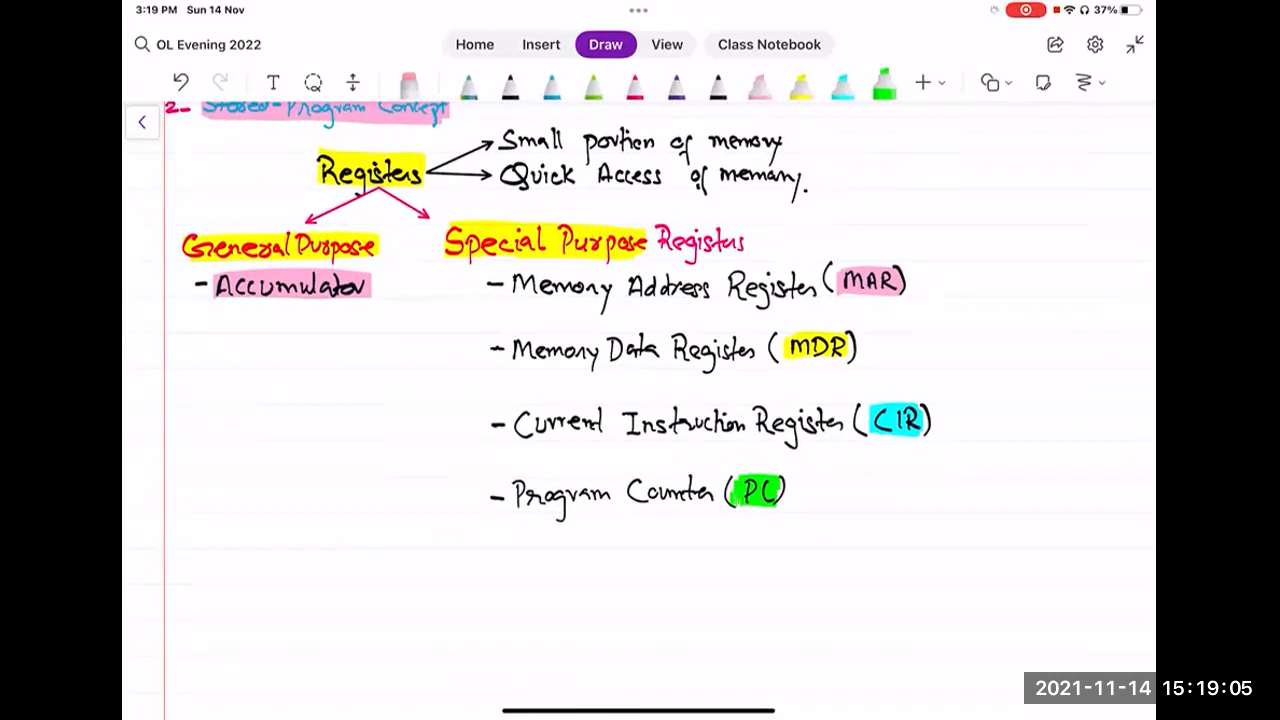 3:19 PM Sun 14 Nov
37%
OL Evening 2022
Home Insert Draw View Class Notebook
2- Stored-Program Concept
Small portion of memory
Registers
Quick Access of memory.
General Purpose
Special Purpose Registers
- Accumulator
- Memory Address Register (MAR)
- Memory Data Register (MDR)
- Current Instruction Register (CIR)
- Program Counter (PC)
2021-11-14 15:19:05